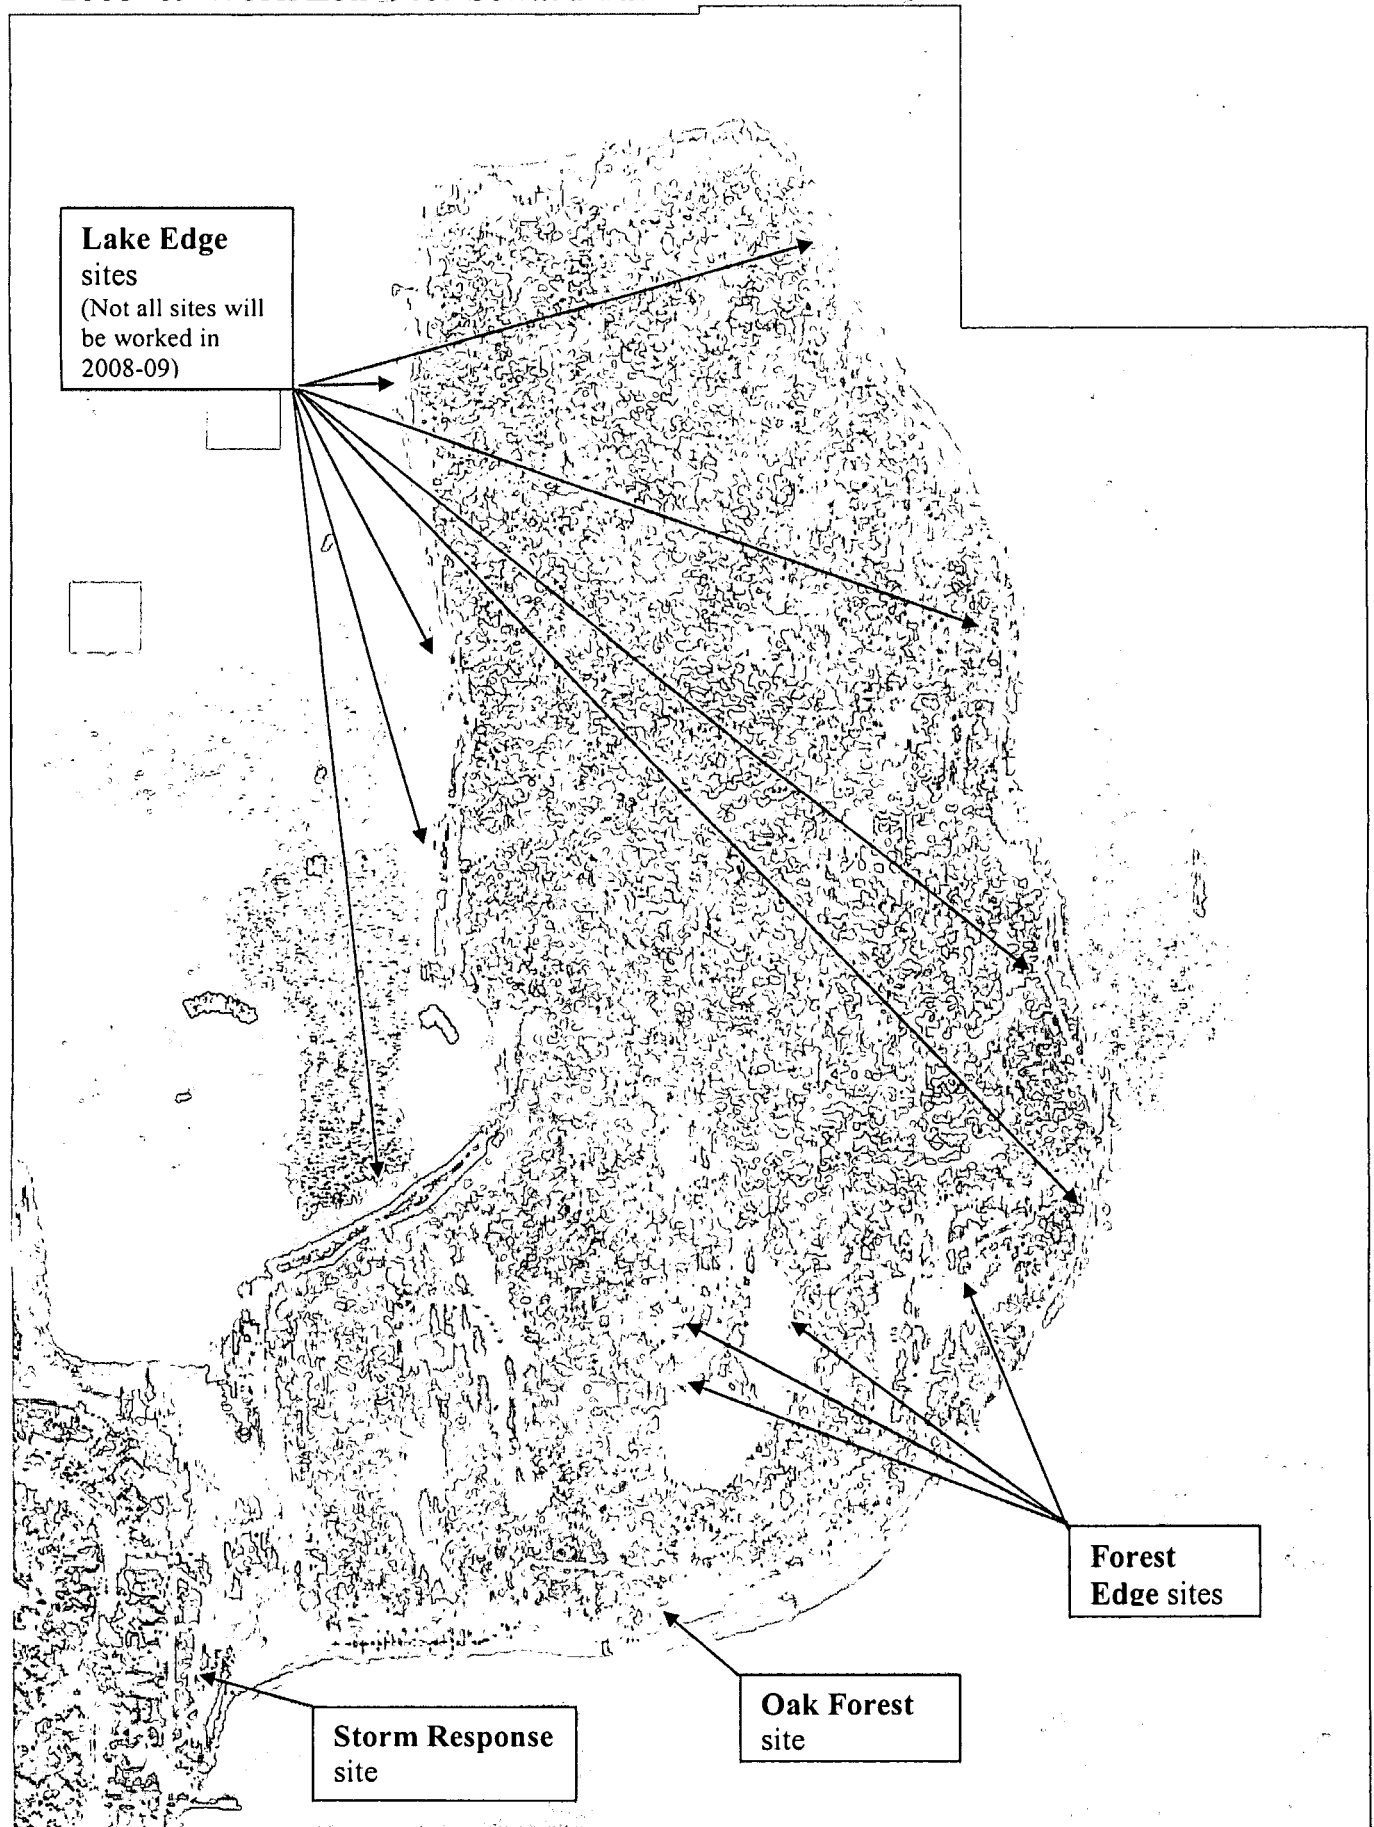 Lake Edge
sites
(Not all sites will
be worked in
2008-09)
Forest
Edge sites
Oak Forest
site
Storm Response
site